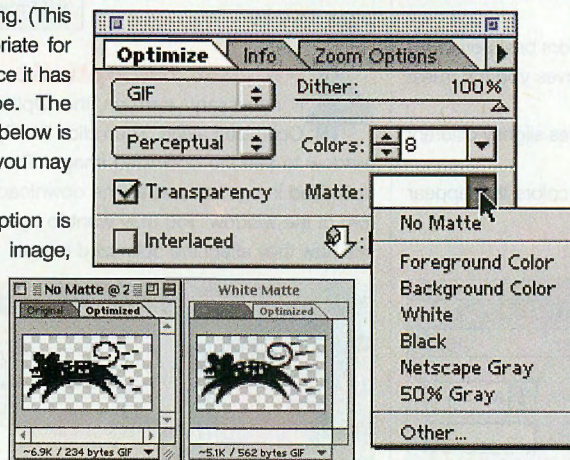 ng. (This
riate for
ce it has
be. The
below is
you may
ption is
image,
Optimize Info Zoom Options
GIF Dither: 100%
Perceptual Colors: 8
Transparency Matte:
Interlaced
No Matte
Foreground Color
Background Color
White
Black
Netscape Gray
50% Gray
Other...
No Matte @ 2
Original Optimized
~6.9K / 234 bytes GIF
White Matte
Optimized
~5.1K / 562 bytes GIF